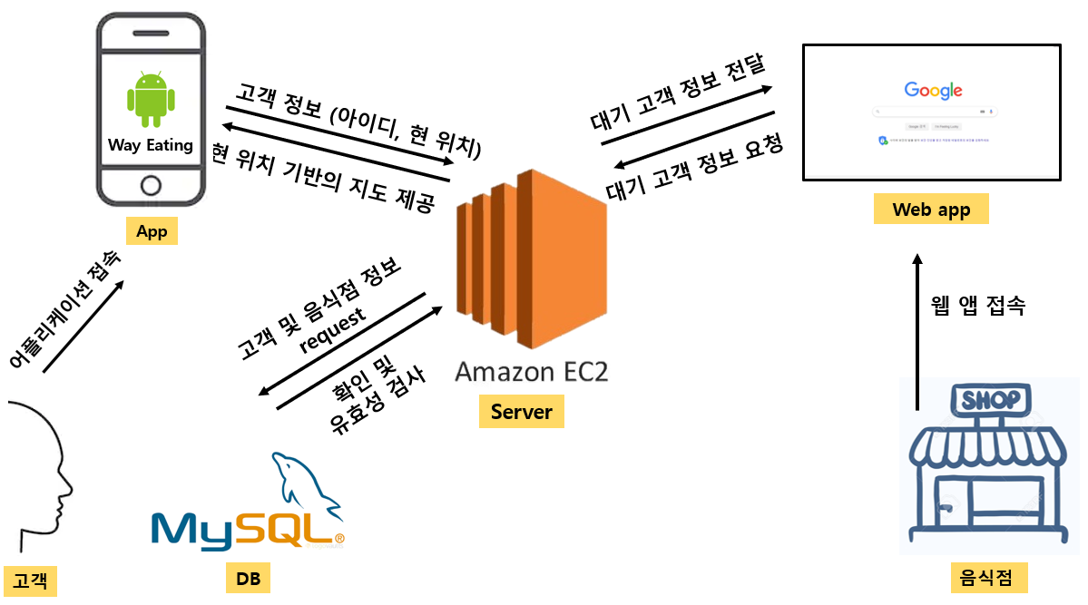 Way Eating
App
고객 정보 (아이디, 현 위치)
현 위치 기반의 지도 제공
대기 고객 정보 전달
대기 고객 정보 요청
Google
Web app
어플리케이션 접속
고객 및 음식점 정보
request
확인 및
유효성 검사
Amazon EC2
Server
웹 앱 접속
SHOP
MySQL®
고객
DB
음식점